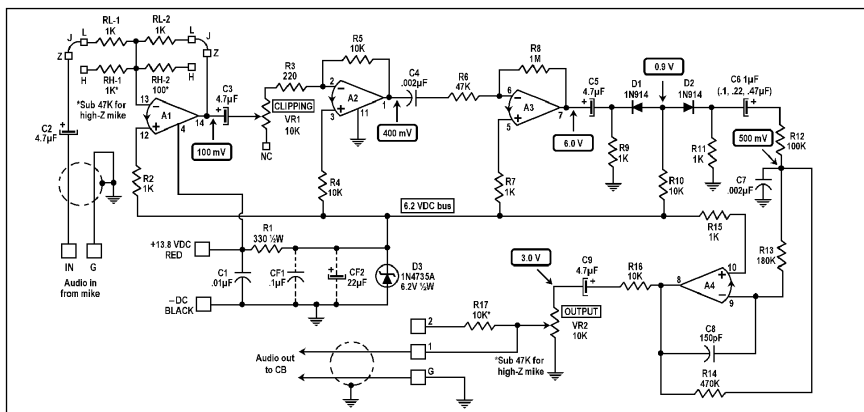 RL-1
1K
RL-2
1K
J
L
Z
L
J
Z
H
RH-1
1K*
RH-2
100*
H
*Sub 47K for
high-Z mike
C2
4.7µF
13
12
A1
14
4
C3
4.7µF
100 mV
R2
1K
R3
220
CLIPPING
VR1
10K
NC
R5
10K
2
3
A2
1
11
C4
.002µF
400 mV
R4
10K
R6
47K
R8
1M
6
5
A3
7
6.0 V
R7
1K
C5
4.7µF
D1
1N914
0.9 V
D2
1N914
C6 1µF
(.1, .22, .47µF)
R9
1K
R10
10K
R11
1K
500 mV
R12
100K
C7
.002µF
6.2 VDC bus
IN
G
Audio in
from mike
+13.8 VDC
RED
R1
330 ½W
C1
.01µF
CF1
.1µF
CF2
22µF
D3
1N4735A
6.2V ½W
–DC
BLACK
R15
1K
R13
180K
10
A4
8
9
3.0 V
C9
4.7µF
R16
10K
OUTPUT
VR2
10K
R17
10K*
2
1
G
Audio out
to CB
*Sub 47K for
high-Z mike
C8
150pF
R14
470K